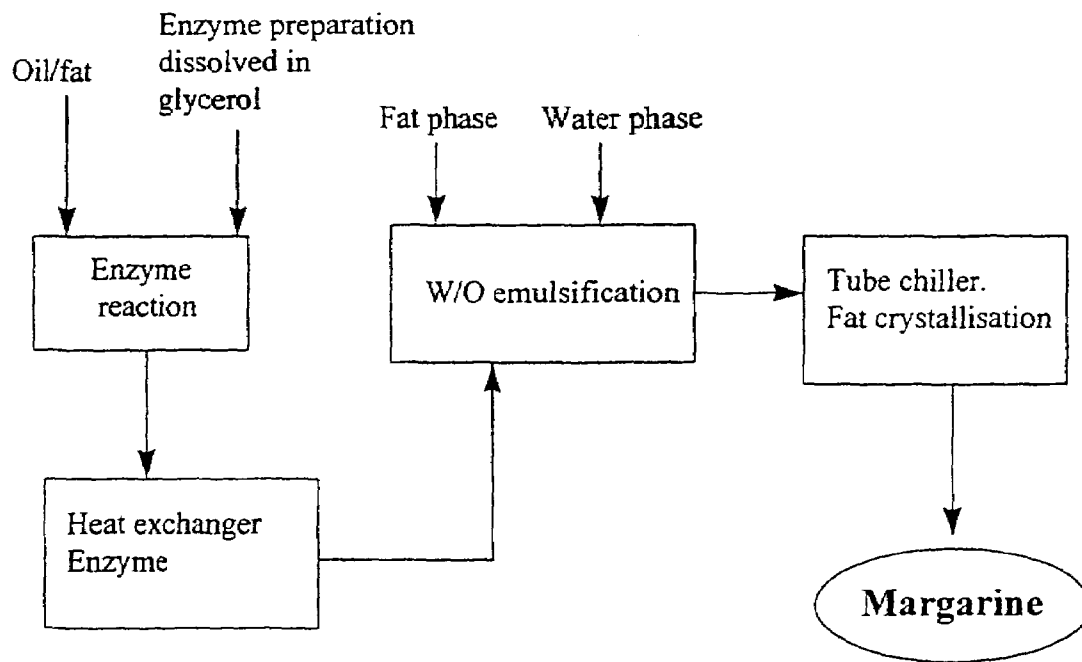 Oil/fat
Enzyme preparation
dissolved in
glycerol
Fat phase
Water phase
Enzyme
reaction
W/O emulsification
Tube chiller.
Fat crystallisation
Heat exchanger
Enzyme
Margarine